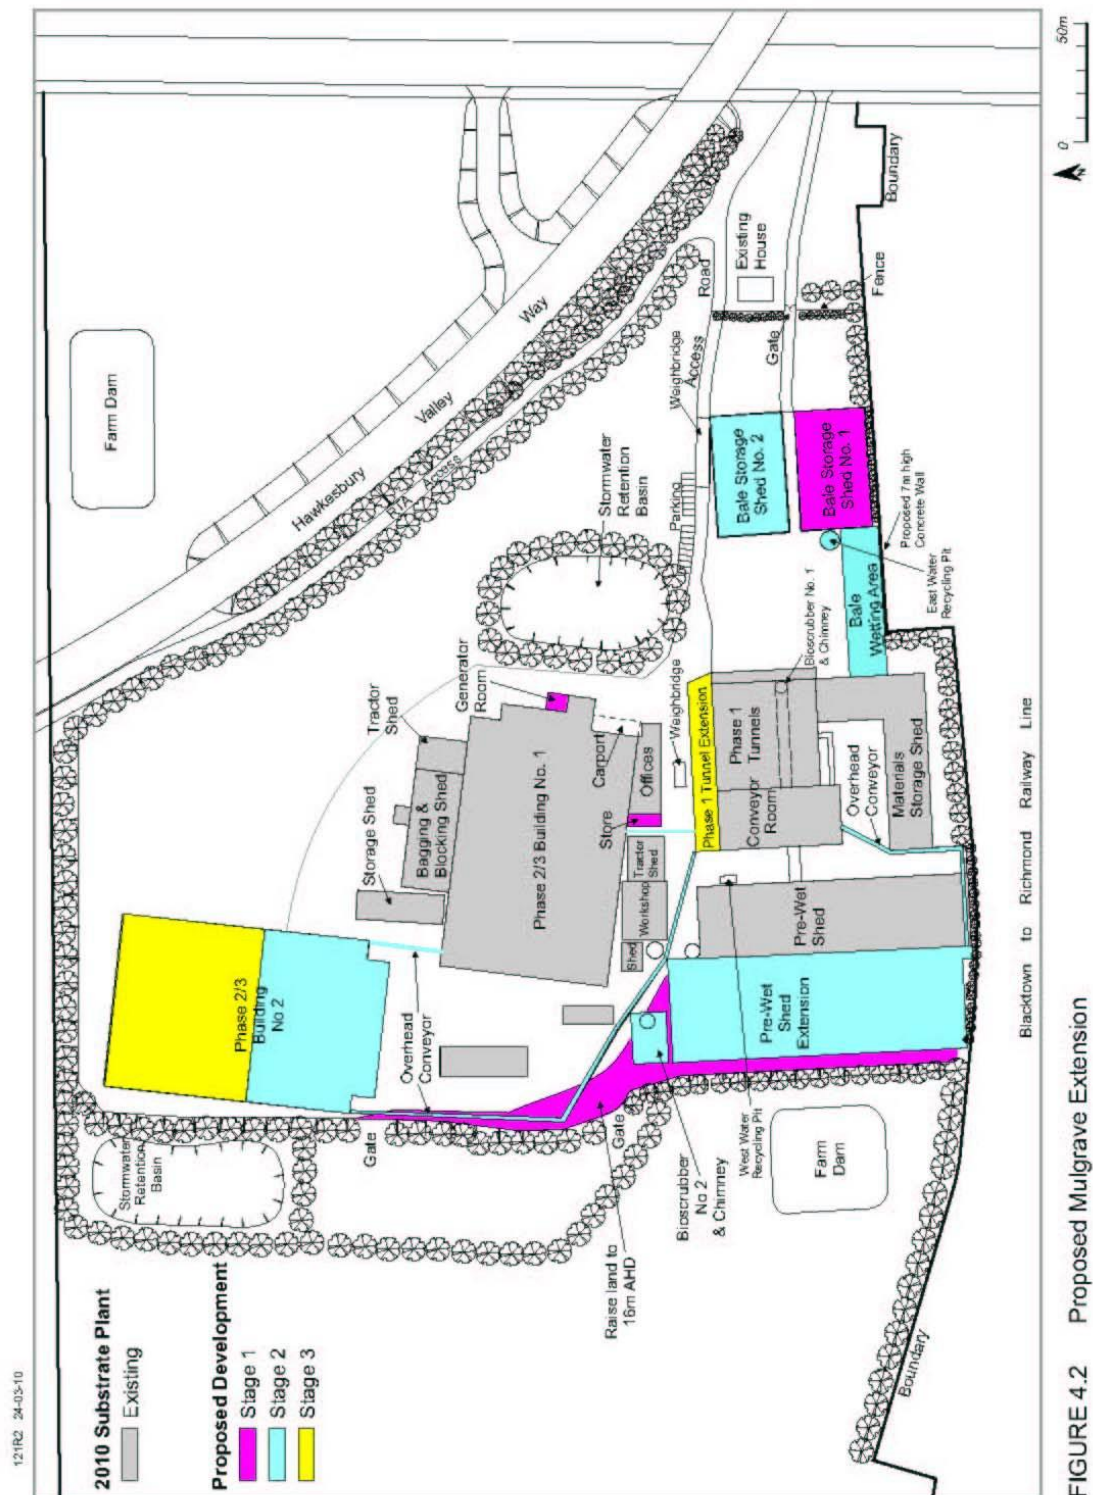 121R2 24-03-10
2010 Substrate Plant
Existing
Proposed Development
Stage 1
Stage 2
Stage 3
Farm Dam
Hawkesbury
Valley
Way
RTA Access
Stormwater
Retention
Basin
Gate
Phase 2/3
Building
No 2
Overhead
Conveyor
Storage Shed
Bagging &
Blocking Shed
Tractor
Shed
Generator
Room
Phase 2/3 Building No. 1
Carport
Offices
Store
Tractor
Shed
Workshop
Shed
Stormwater
Retention
Basin
Parking
Weighbridge
Access
Road
Existing
House
Gate
Fence
Boundary
Weighbridge
Phase 1 Tunnel Extension
Phase 1
Tunnels
Conveyor
Room
Bioscrubber No. 1
& Chimney
Bale Storage
Shed No. 2
Bale Storage
Shed No. 1
Proposed 7m high
Concrete Wall
East Water
Recycling Pit
Bale
Wetting Area
Materials
Storage Shed
Overhead
Conveyor
Pre-Wet
Shed
Pre-Wet
Shed
Extension
West Water
Recycling Pit
Gate
Raise land to
16m AHD
Bioscrubber
No 2
& Chimney
Farm
Dam
Boundary
Blacktown to Richmond Railway Line
N
0 50m
FIGURE 4.2 Proposed Mulgrave Extension